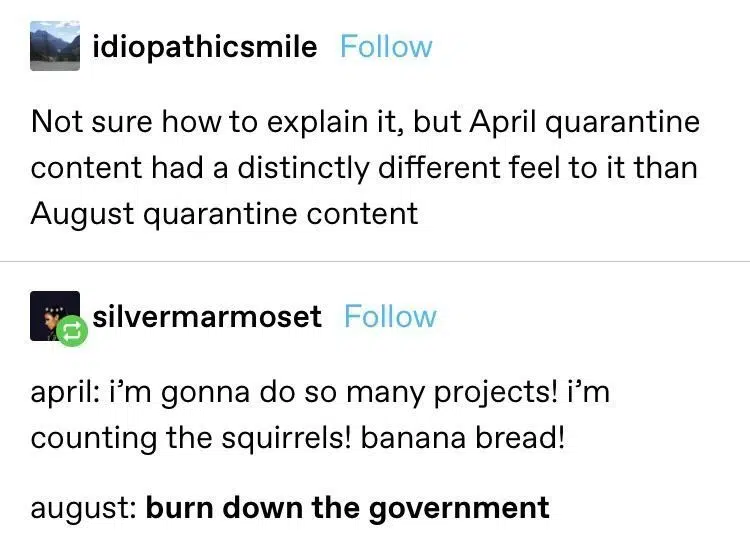 idiopathicsmile Follow
Not sure how to explain it, but April quarantine
content had a distinctly different feel to it than
August quarantine content
silvermarmoset Follow
april: i’m gonna do so many projects! i’m
counting the squirrels! banana bread!
august: burn down the government